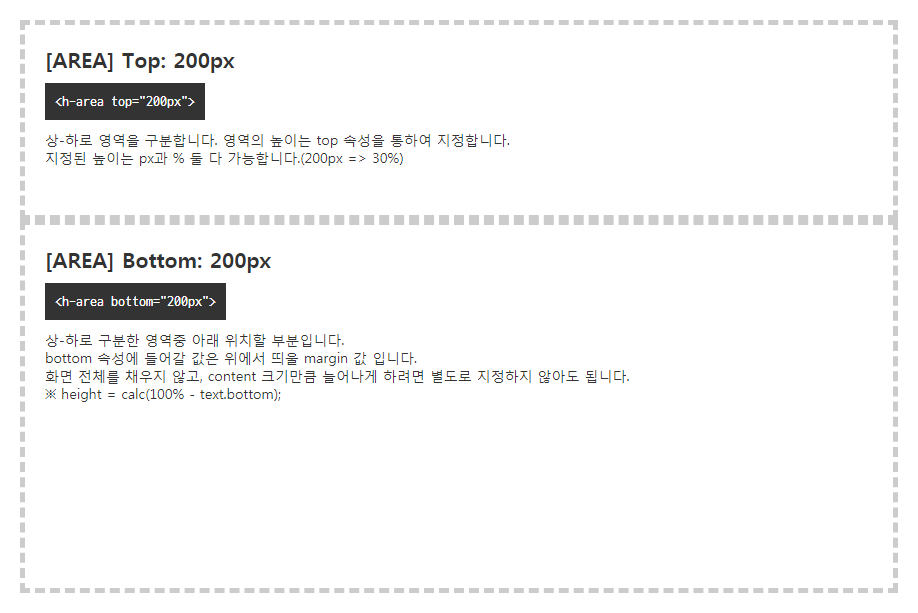 [AREA] Top: 200px
<h-area top="200px">
상-하로 영역을 구분합니다. 영역의 높이는 top 속성을 통하여 지정합니다.
지정된 높이는 px과 % 둘 다 가능합니다.(200px => 30%)
[AREA] Bottom: 200px
<h-area bottom="200px">
상-하로 구분한 영역중 아래 위치할 부분입니다.
bottom 속성에 들어갈 값은 위에서 띄울 margin 값 입니다.
화면 전체를 채우지 않고, content 크기만큼 늘어나게 하려면 별도로 지정하지 않아도 됩니다.
※ height = calc(100% - text.bottom);